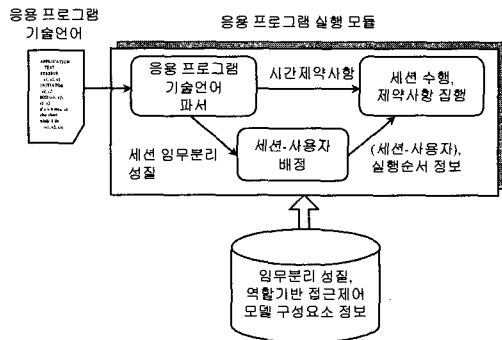 응용 프로그램
기술언어
응용 프로그램 실행 모듈
APPLICATION
TEST
SESSION
INITIATOR
응용 프로그램
기술언어
파서
시간제약사항
세션 수행,
제약사항 집행
세션 임무분리
성질
세션-사용자
배정
(세션-사용자),
실행순서 정보
임무분리 성질,
역할기반 접근제어
모델 구성요소 정보